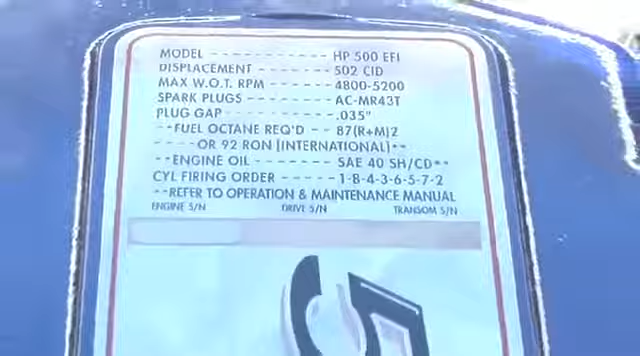 MODEL - - - - - - - - - - - - HP 500 EFI
DISPLACEMENT - - - - - - - - 502 CID
MAX W.O.T. RPM - - - - - - - 4800-5200
SPARK PLUGS - - - - - - - - - AC-MR43T
PLUG GAP - - - - - - - - - - - .035"
**FUEL OCTANE REQ'D - - 87(R+M)2
- - - - - OR 92 RON (INTERNATIONAL)**
**ENGINE OIL - - - - - - - - SAE 40 SH/CD**
CYL FIRING ORDER - - - - - -1-8-4-3-6-5-7-2
**REFER TO OPERATION & MAINTENANCE MANUAL
ENGINE S/N DRIVE S/N TRANSOM S/N